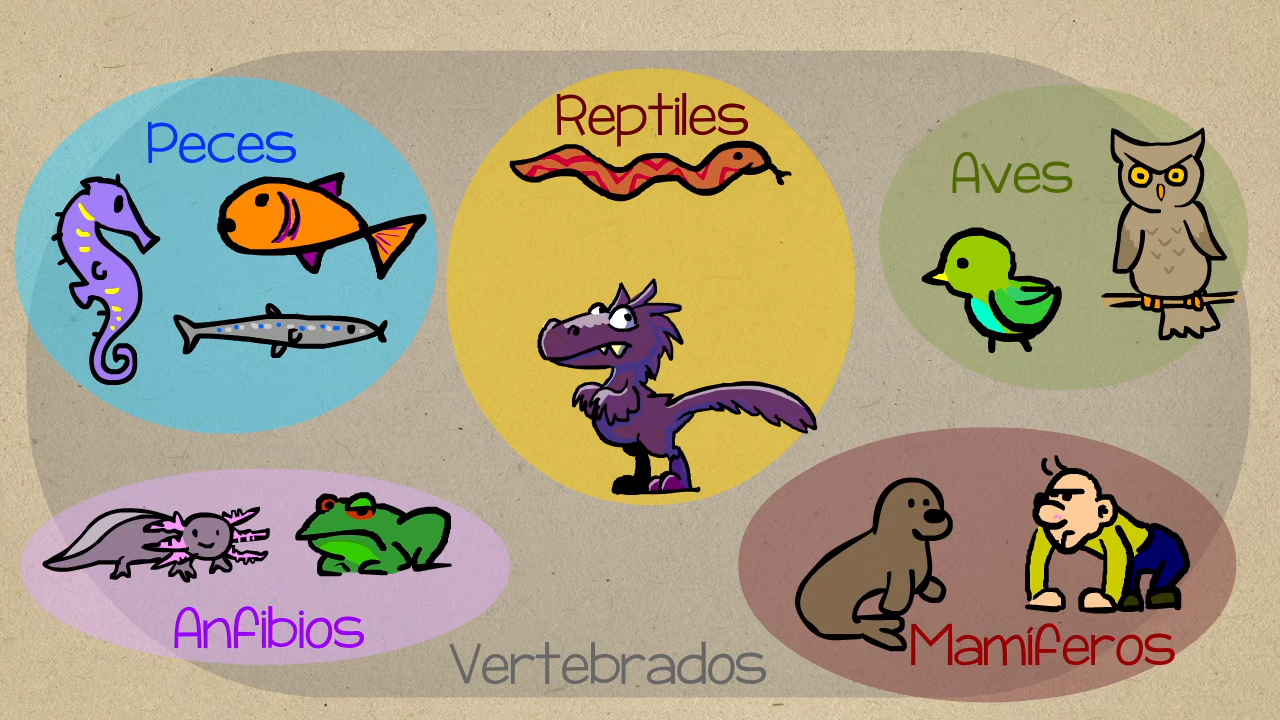 Peces
Reptiles
Aves
Anfibios
Mamíferos
Vertebrados